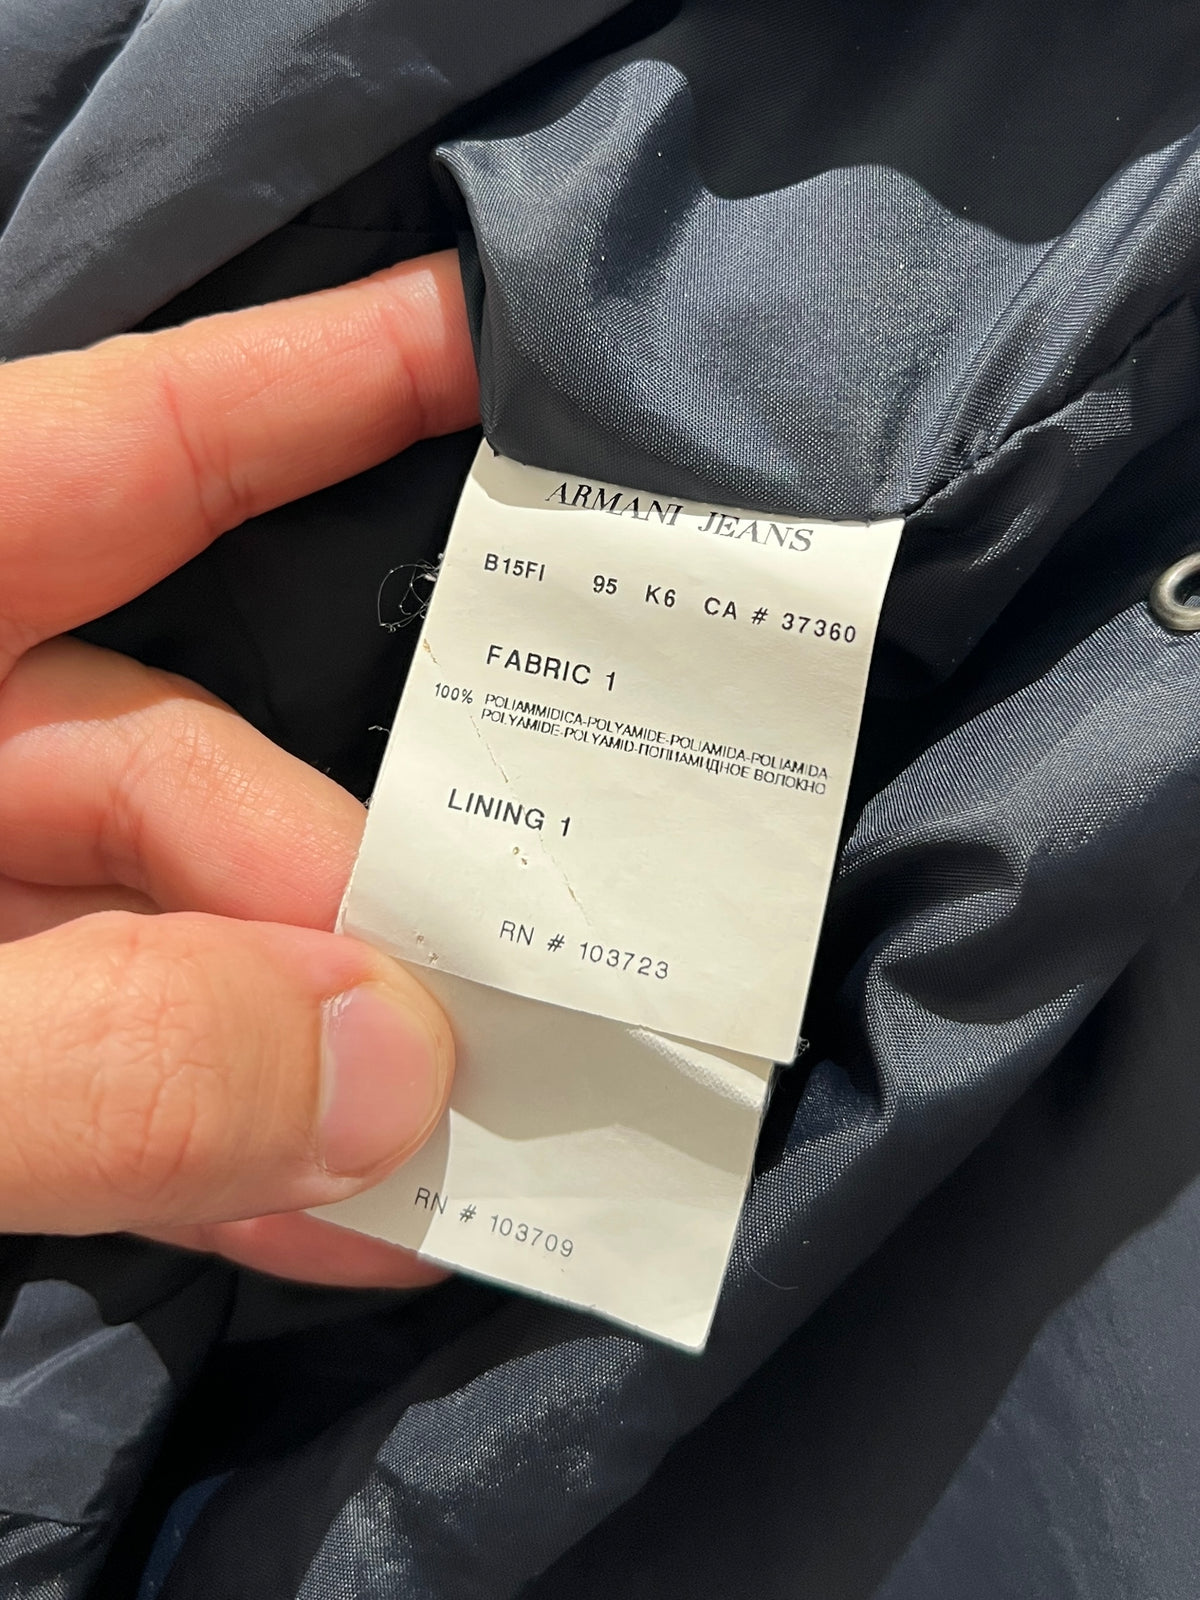 ARMANI JEANS
B15FI 95 K6 CA # 37360
FABRIC 1
100% POLIAMMIDICA-POLYAMIDE-POLIAMIDA-POLIAMIDA
POLYAMIDE-POLYAMID-ПОЛИАМИДНОЕ ВОЛОКНО
LINING 1
RN # 103723
RN # 103709